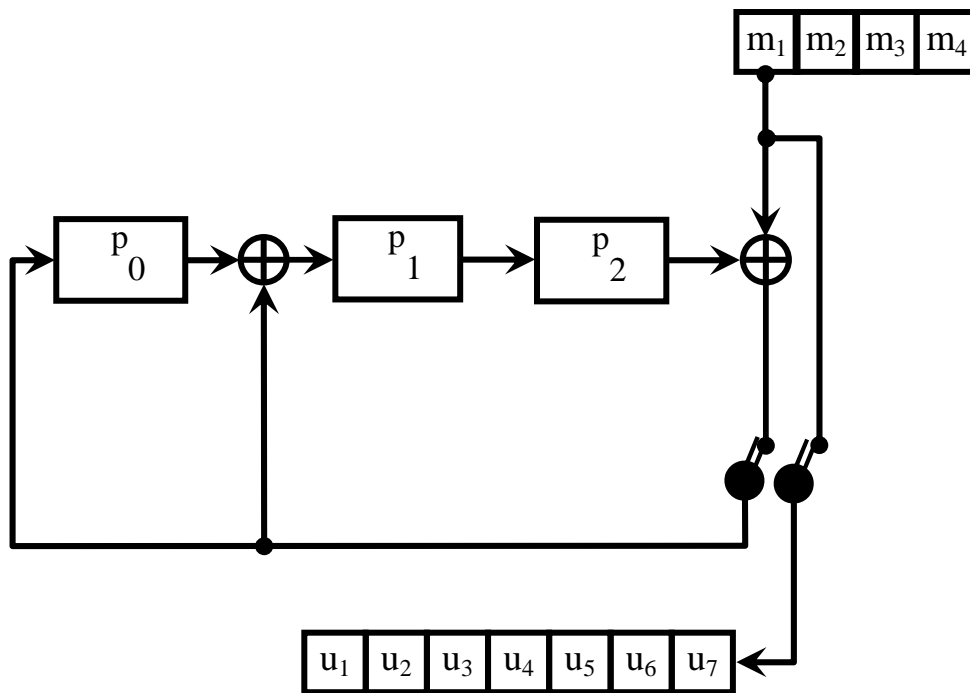 m₁ m₂ m₃ m₄
p₀ p₁ p₂
u₁ u₂ u₃ u₄ u₅ u₆ u₇